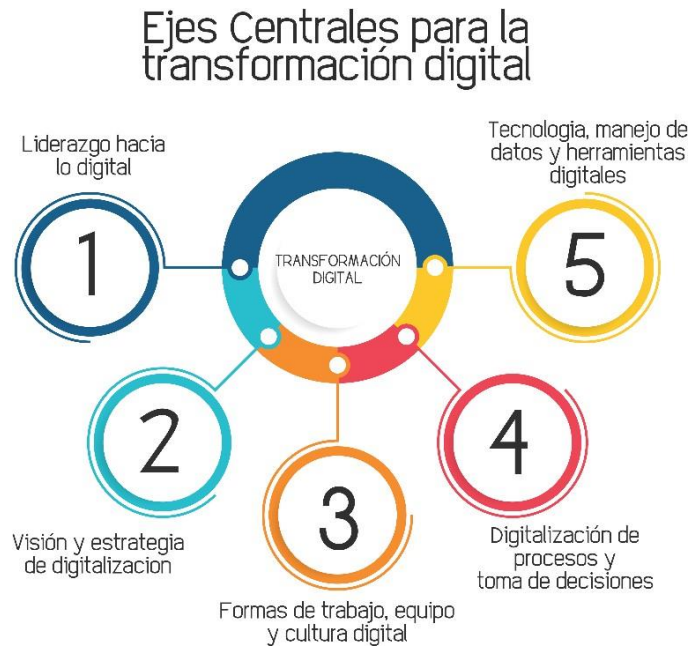 Ejes Centrales para la
transformación digital
Liderazgo hacia
lo digital
1
TRANSFORMACIÓN
DIGITAL
Tecnologia, manejo de
datos y herramientas
digitales
5
2
Visión y estrategia
de digitalizacion
3
Formas de trabajo, equipo
y cultura digital
4
Digitalización de
procesos y
toma de decisiones